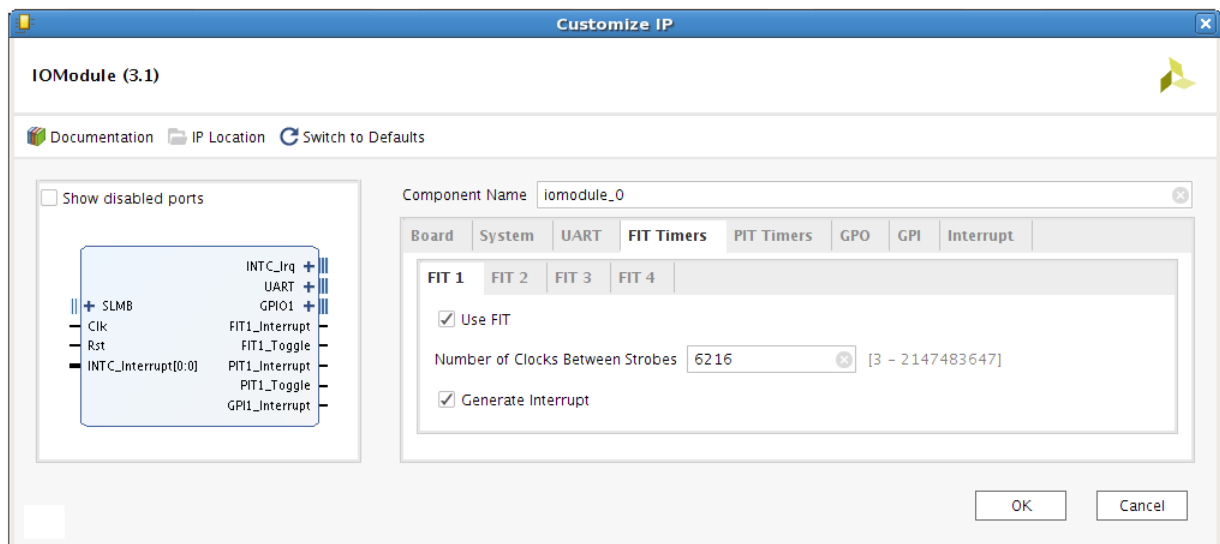 Customize IP
IOModule (3.1)
Documentation IP Location Switch to Defaults
Show disabled ports
INTC_Irq
UART
SLMB GPIO1
Clk FIT1_Interrupt
Rst FIT1_Toggle
INTC_Interrupt[0:0] PIT1_Interrupt
PIT1_Toggle
GPI1_Interrupt
Component Name iomodule_0
Board System UART FIT Timers PIT Timers GPO GPI Interrupt
FIT 1 FIT 2 FIT 3 FIT 4
Use FIT
Number of Clocks Between Strobes 6216 [3 - 2147483647]
Generate Interrupt
OK Cancel